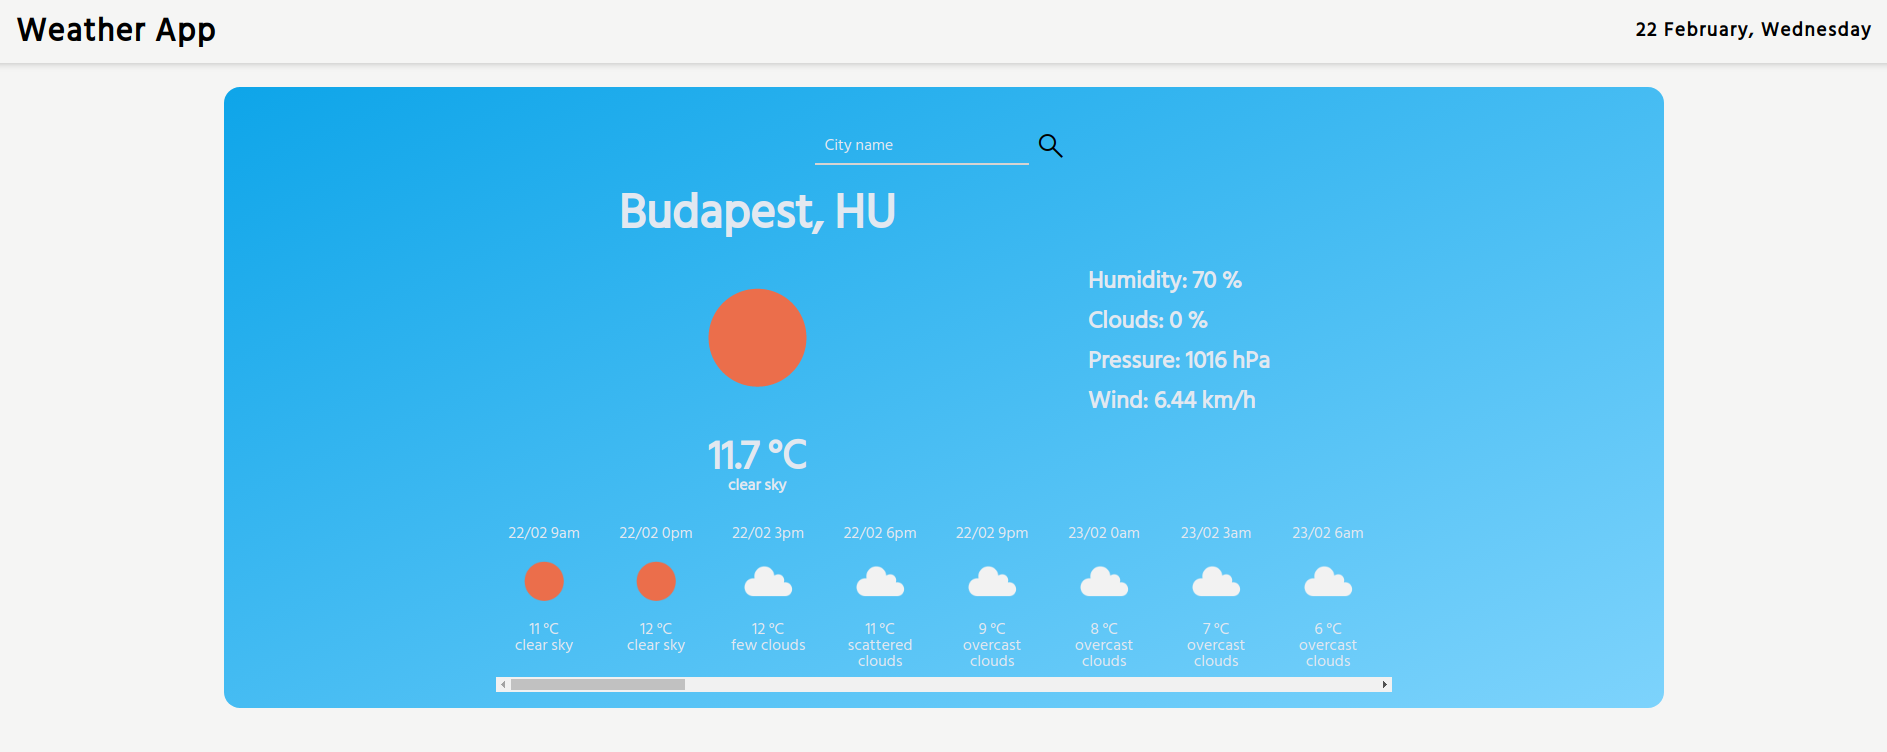 Weather App
22 February, Wednesday
City name
Budapest, HU
Humidity: 70 %
Clouds: 0 %
Pressure: 1016 hPa
Wind: 6.44 km/h
11.7 °C
clear sky
22/02 9am
11 °C
clear sky
22/02 0pm
12 °C
clear sky
22/02 3pm
12 °C
few clouds
22/02 6pm
11 °C
scattered
clouds
22/02 9pm
9 °C
overcast
clouds
23/02 0am
8 °C
overcast
clouds
23/02 3am
7 °C
overcast
clouds
23/02 6am
6 °C
overcast
clouds